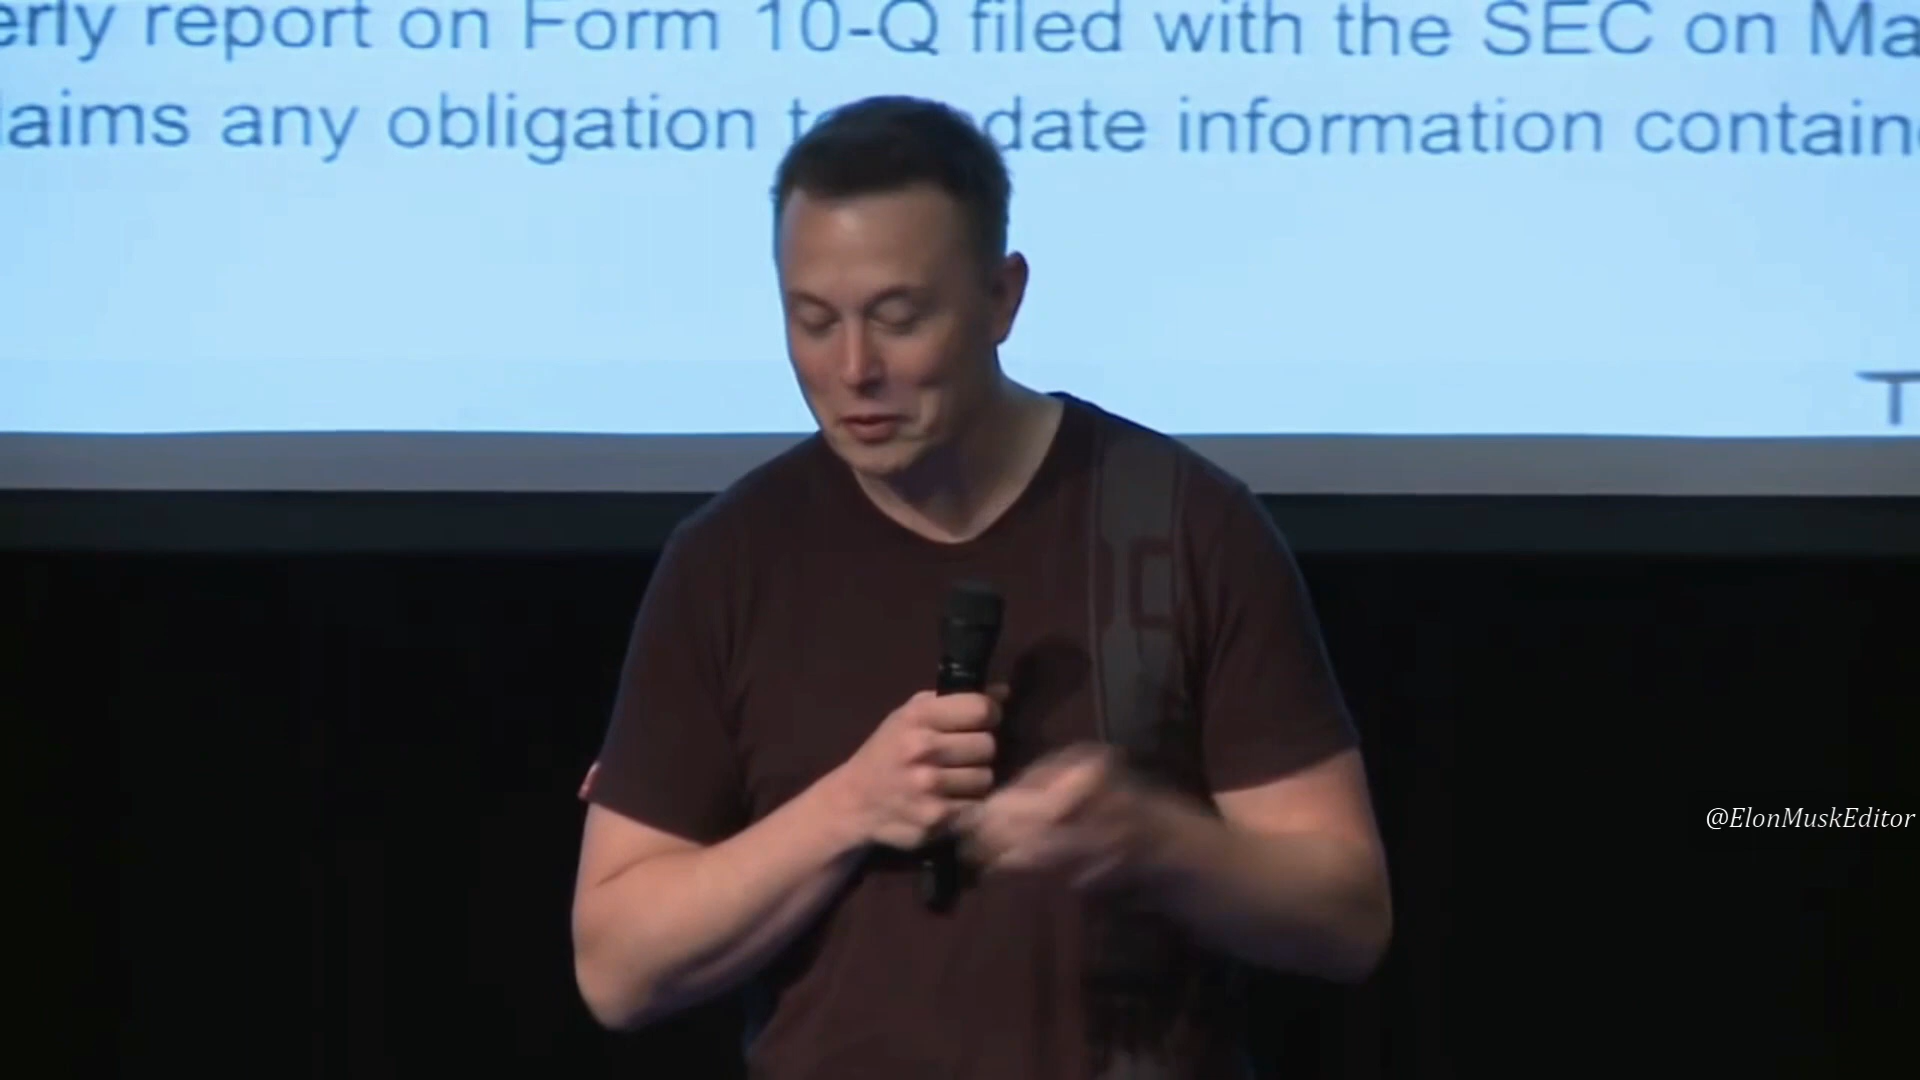 erly report on Form 10-Q filed with the SEC on Ma
laims any obligation t date information contain
T
@ElonMuskEditor